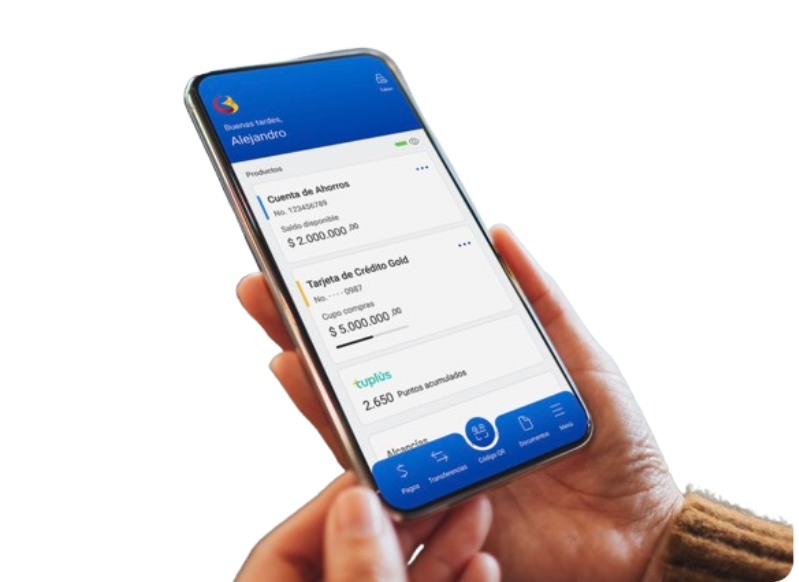 Salir
Buenas tardes,
Alejandro
Productos
Cuenta de Ahorros
No. 123456789
Saldo disponible
$ 2.000.000 ,00
Tarjeta de Crédito Gold
No. ···· 0987
Cupo compras
$ 5.000.000 ,00
tuplús
2.650 Puntos acumulados
Alcancías
Pagos
Transferencias
Código QR
Documentos
Menú